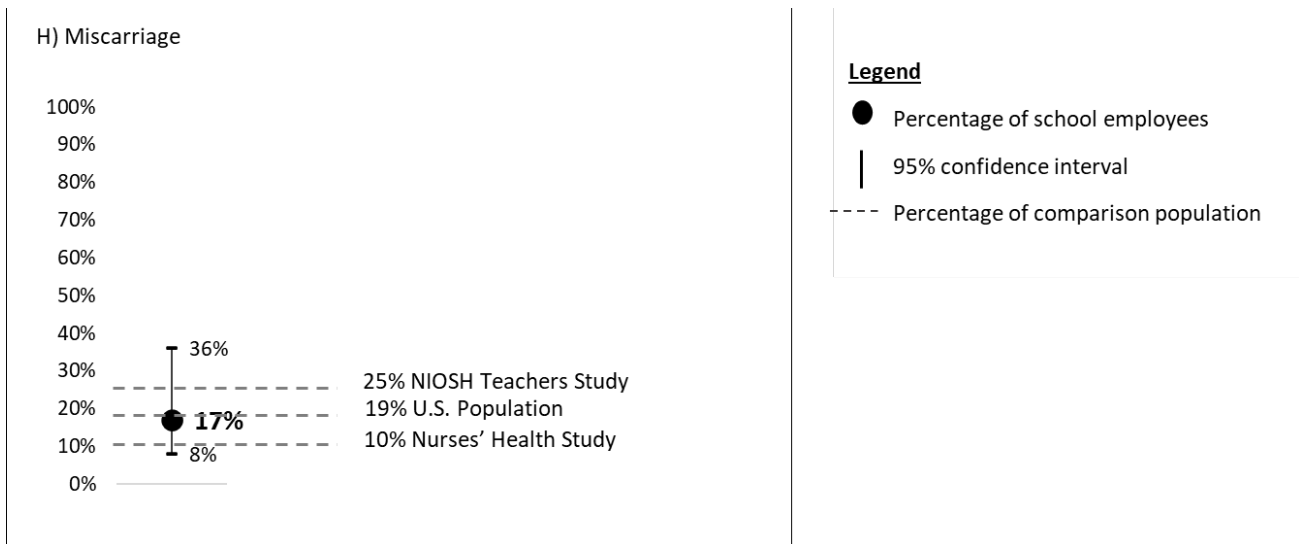 H) Miscarriage
100%
90%
80%
70%
60%
50%
40%
30%
20%
10%
0%
36%
17%
8%
25% NIOSH Teachers Study
19% U.S. Population
10% Nurses’ Health Study
Legend
Percentage of school employees
95% confidence interval
Percentage of comparison population